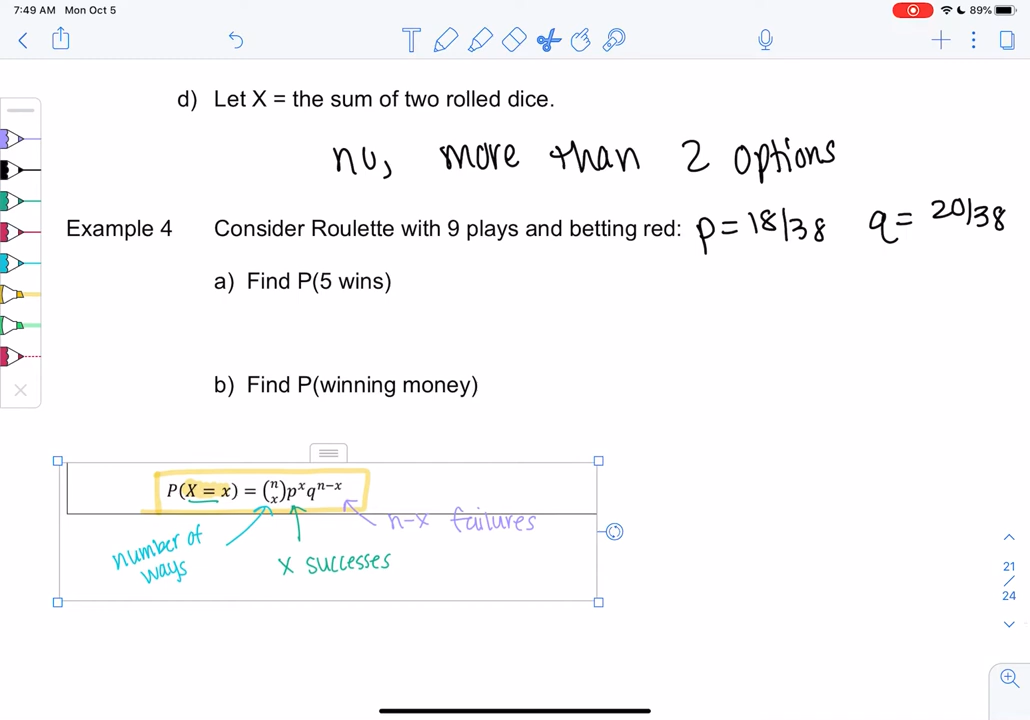 7:49 AM Mon Oct 5
89%
d) Let X = the sum of two rolled dice.
no, more than 2 options
Example 4 Consider Roulette with 9 plays and betting red: p = 18/38 q = 20/38
a) Find P(5 wins)
b) Find P(winning money)
P(X = x) = (n x) p^x q^{n−x}
n-x failures
number of
ways
x successes
21
/
24